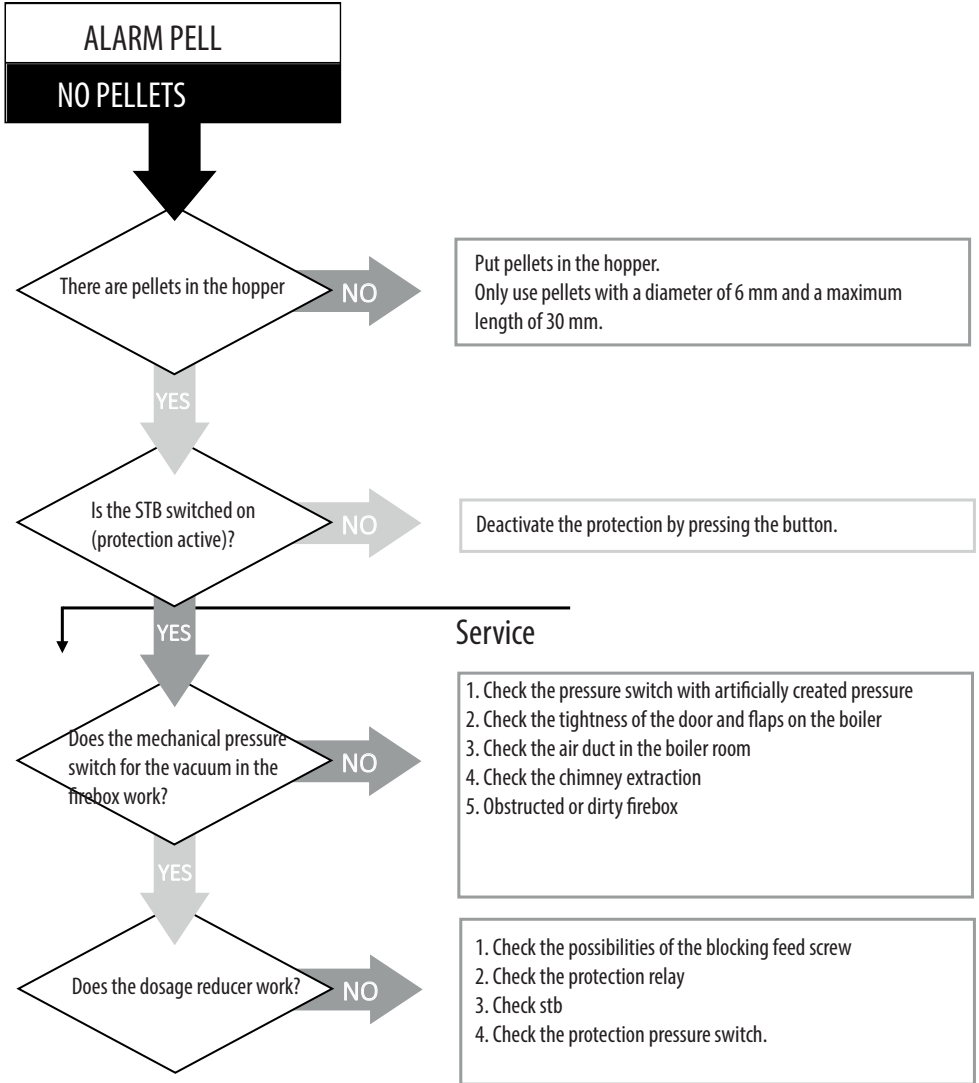 ALARM PELL
NO PELLETS
There are pellets in the hopper
NO
Put pellets in the hopper.
Only use pellets with a diameter of 6 mm and a maximum
length of 30 mm.
YES
Is the STB switched on
(protection active)?
NO
Deactivate the protection by pressing the button.
YES
Service
Does the mechanical pressure
switch for the vacuum in the
firebox work?
NO
1. Check the pressure switch with artificially created pressure
2. Check the tightness of the door and flaps on the boiler
3. Check the air duct in the boiler room
4. Check the chimney extraction
5. Obstructed or dirty firebox
YES
Does the dosage reducer work?
NO
1. Check the possibilities of the blocking feed screw
2. Check the protection relay
3. Check stb
4. Check the protection pressure switch.